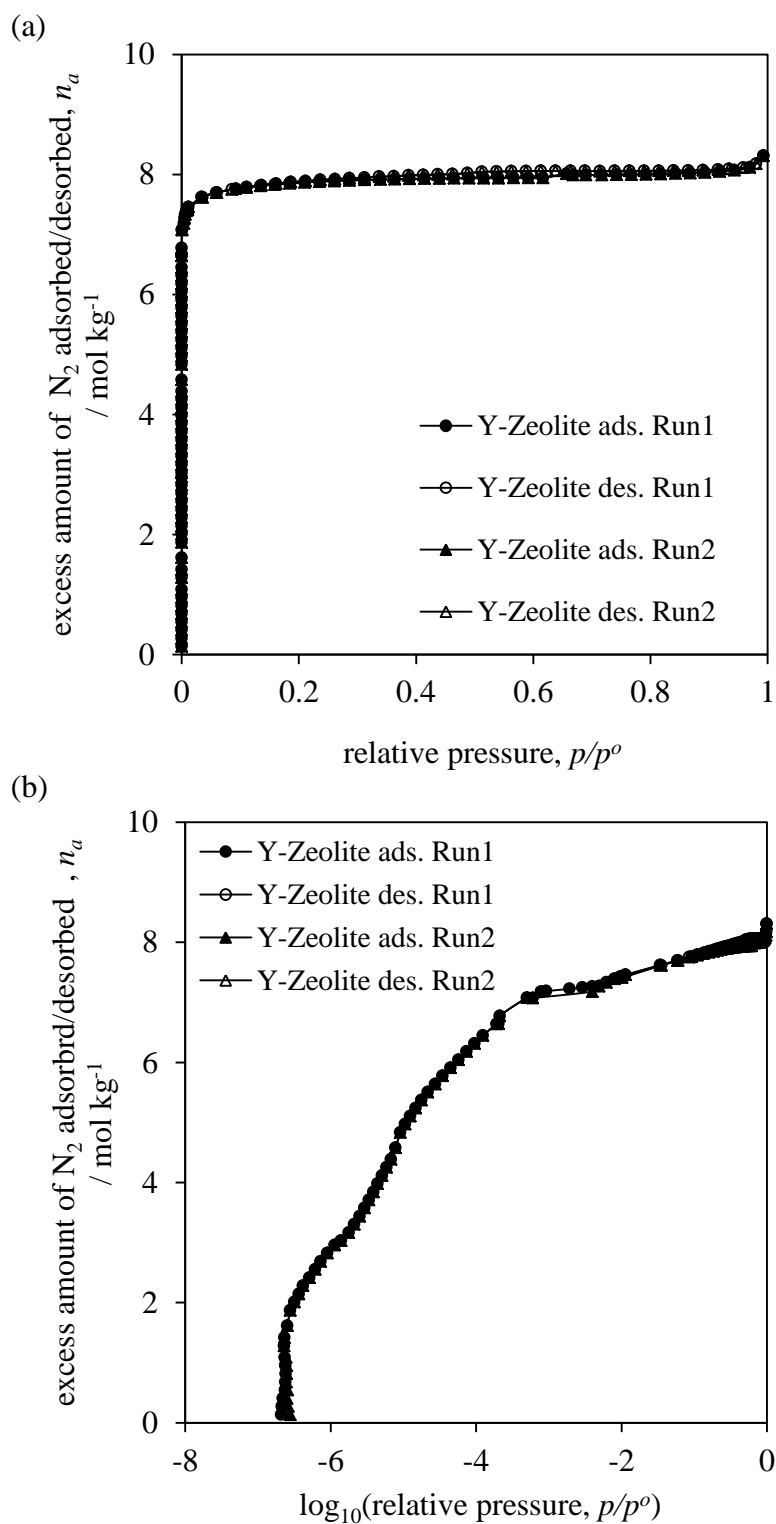 (a)
10
8
6
4
2
0
excess amount of N₂ adsorbed/desorbed, nₐ
/ mol kg⁻¹
Y-Zeolite ads. Run1
Y-Zeolite des. Run1
Y-Zeolite ads. Run2
Y-Zeolite des. Run2
0 0.2 0.4 0.6 0.8 1
relative pressure, p/pᵒ
(b)
10
8
6
4
2
0
excess amount of N₂ adsorbrd/desorbed , nₐ
/ mol kg⁻¹
Y-Zeolite ads. Run1
Y-Zeolite des. Run1
Y-Zeolite ads. Run2
Y-Zeolite des. Run2
-8 -6 -4 -2 0
log₁₀(relative pressure, p/pᵒ)